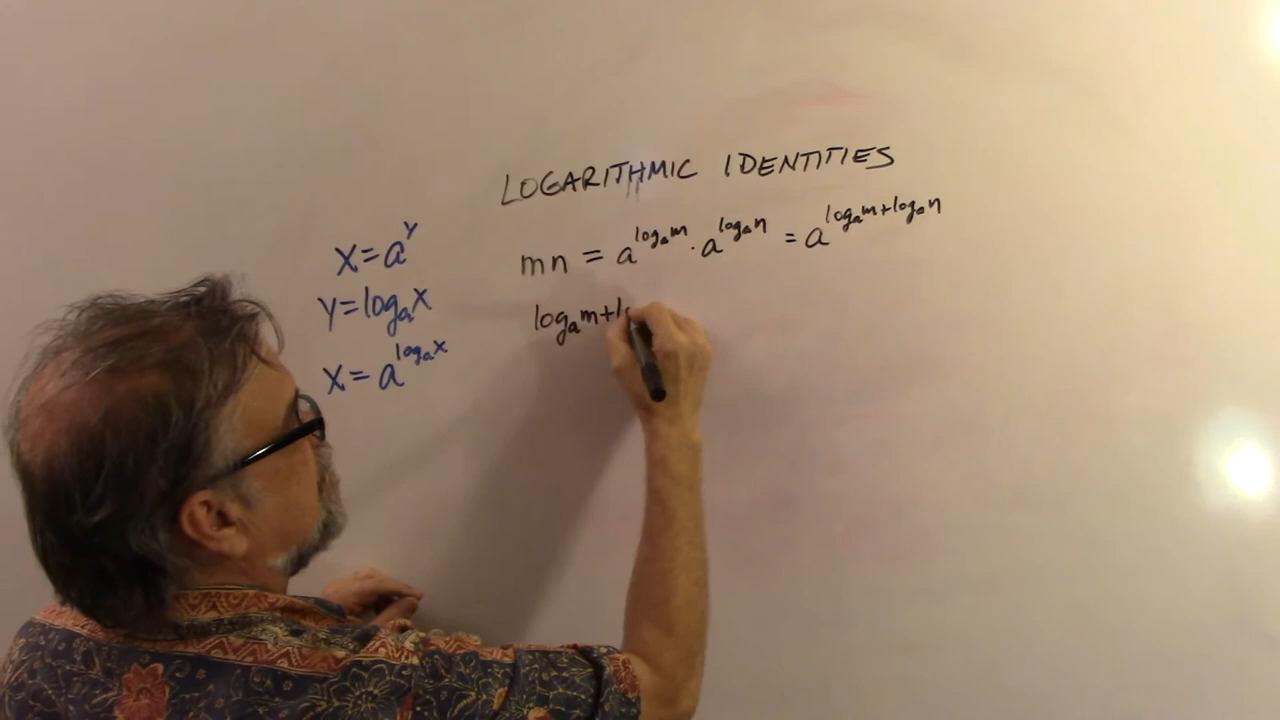 LOGARITHMIC IDENTITIES
x = a^y
y = log_a x
x = a^{log_a x}
mn = a^{log_a m} · a^{log_a n} = a^{log_a m + log_a n}
log_a m +